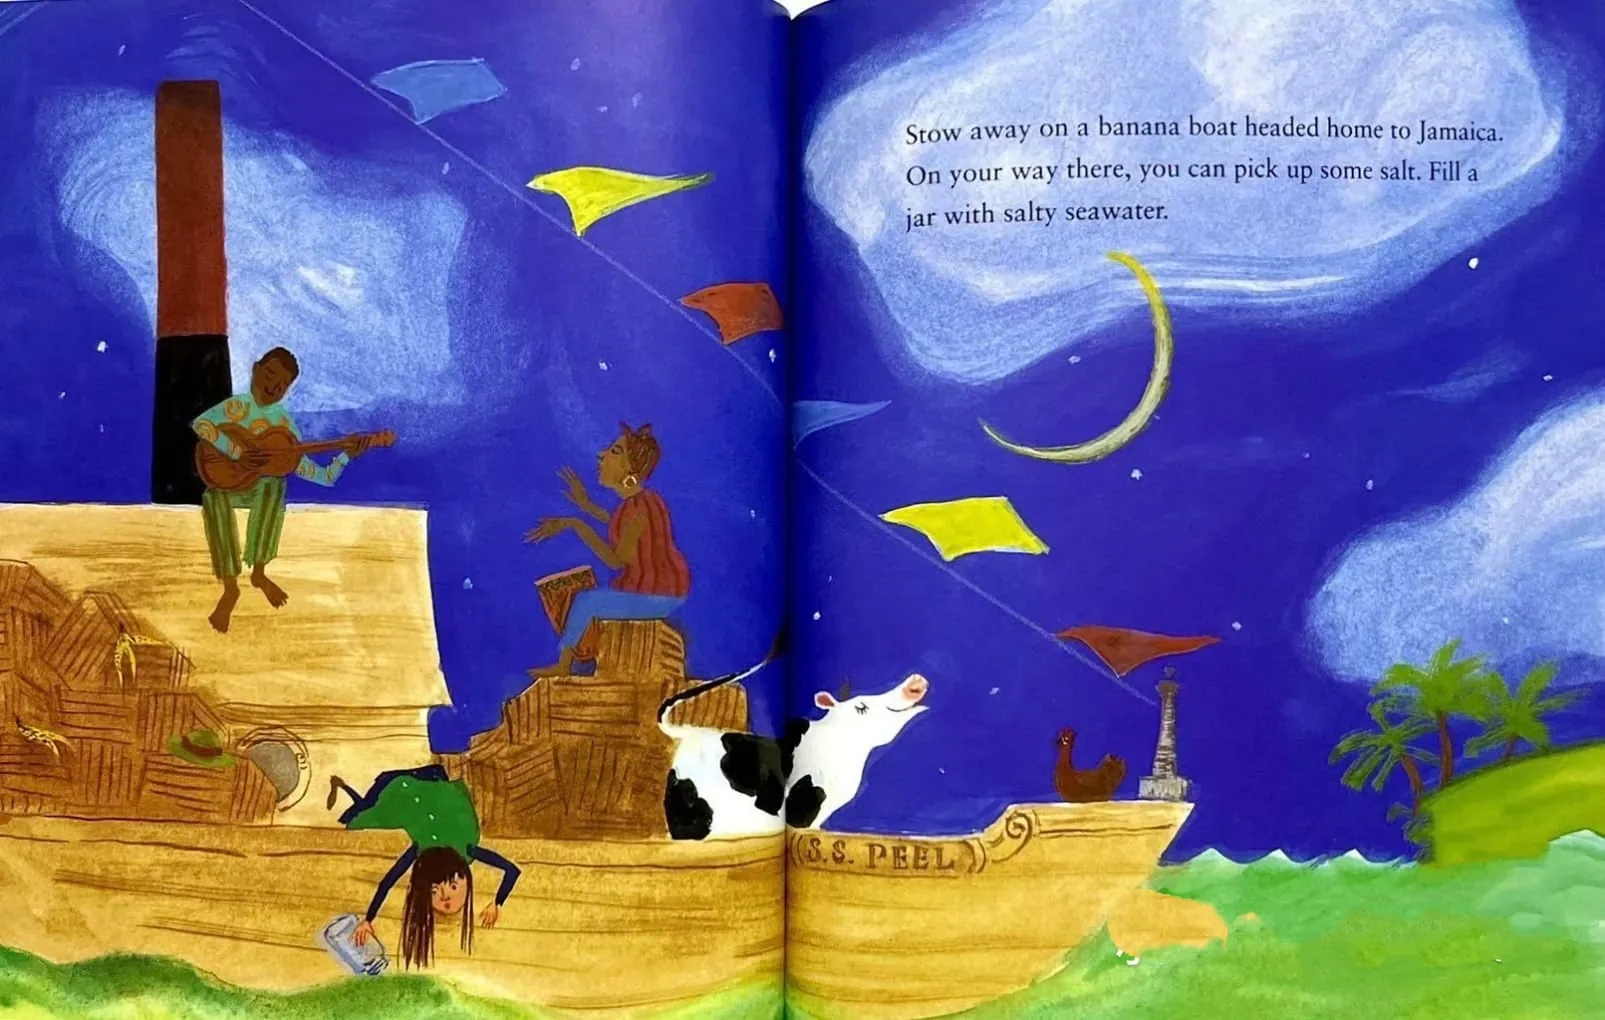 Stow away on a banana boat headed home to Jamaica.
On your way there, you can pick up some salt. Fill a
jar with salty seawater.
S.S. PEEL